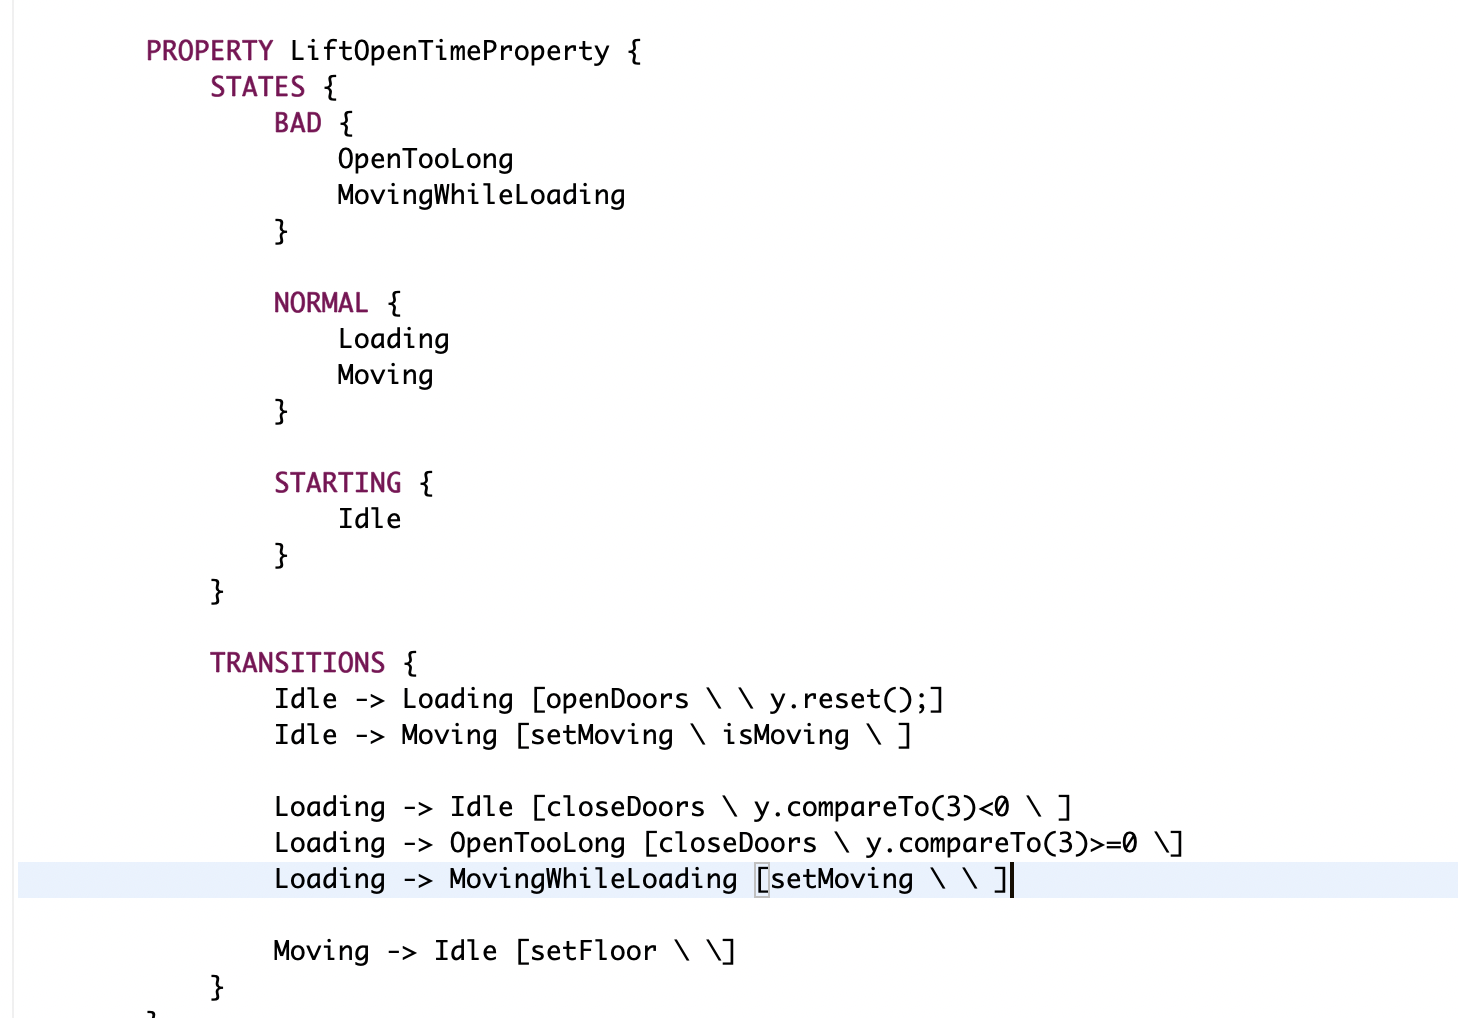 PROPERTY LiftOpenTimeProperty {
STATES {
BAD {
OpenTooLong
MovingWhileLoading
}
NORMAL {
Loading
Moving
}
STARTING {
Idle
}
}
TRANSITIONS {
Idle -> Loading [openDoors \ \ y.reset();]
Idle -> Moving [setMoving \ isMoving \ ]
Loading -> Idle [closeDoors \ y.compareTo(3)<0 \ ]
Loading -> OpenTooLong [closeDoors \ y.compareTo(3)>=0 \]
Loading -> MovingWhileLoading [setMoving \ \ ]
Moving -> Idle [setFloor \ \]
}
}